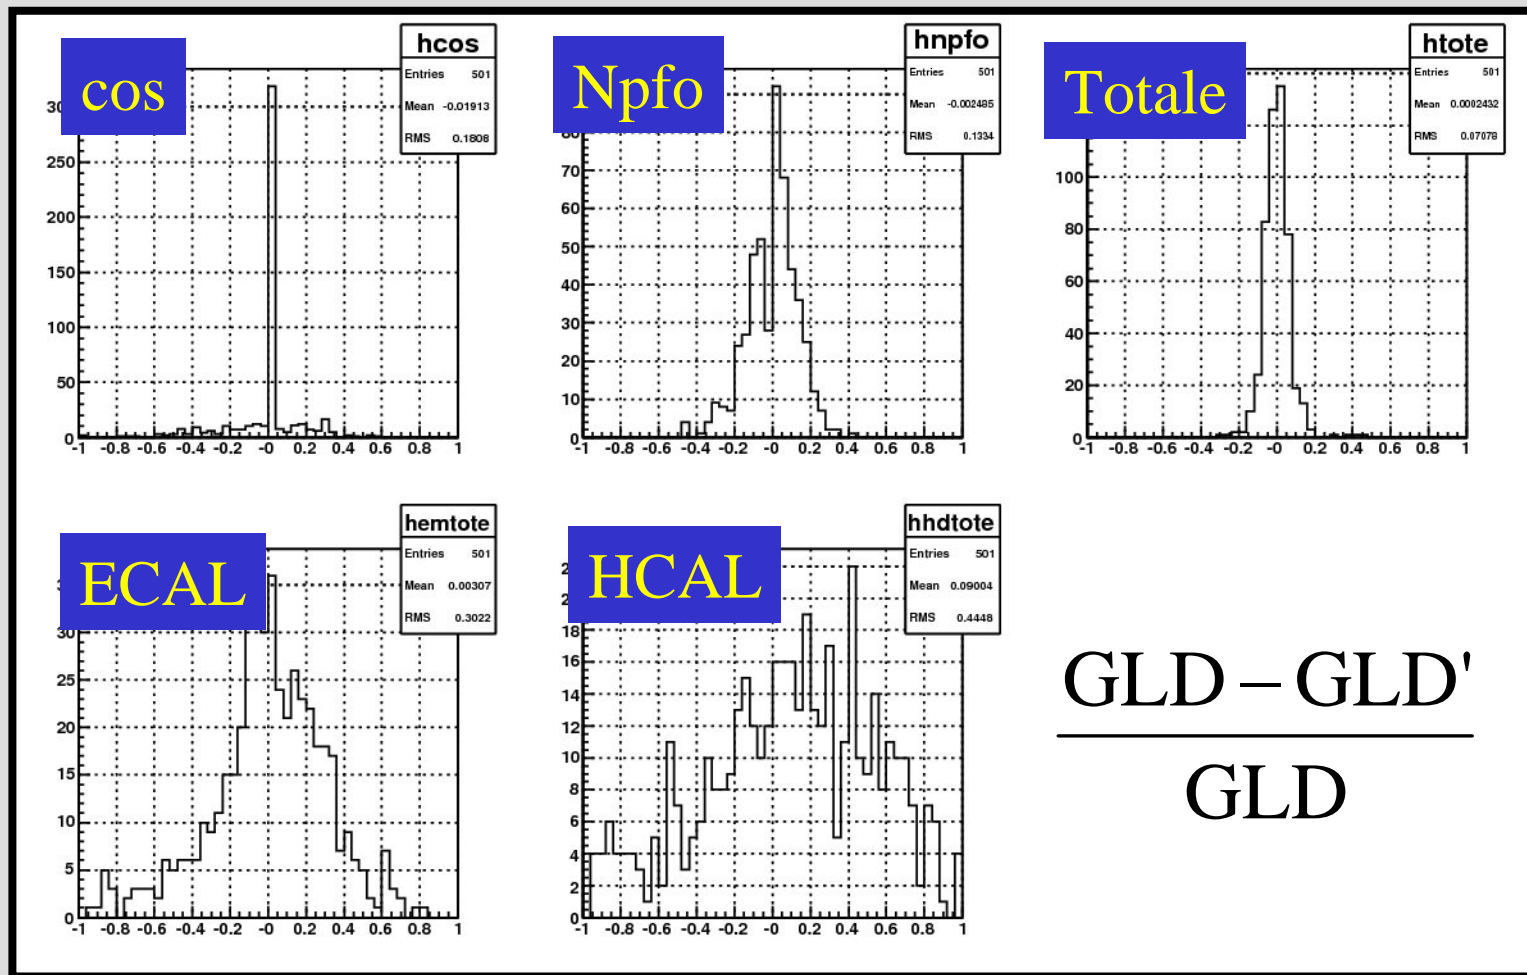 cos
hcos
Entries 501
Mean -0.01913
RMS 0.1808
250
200
150
100
50
0
-1 -0.8 -0.6 -0.4 -0.2 -0 0.2 0.4 0.6 0.8 1
Npfo
hnpfo
Entries 501
Mean -0.002485
RMS 0.1334
70
60
50
40
30
20
10
0
-1 -0.8 -0.6 -0.4 -0.2 -0 0.2 0.4 0.6 0.8 1
Totale
htote
Entries 501
Mean 0.0002432
RMS 0.07078
100
80
60
40
20
0
-1 -0.8 -0.6 -0.4 -0.2 -0 0.2 0.4 0.6 0.8 1
ECAL
hemtote
Entries 501
Mean 0.00307
RMS 0.3022
30
25
20
15
10
5
0
-1 -0.8 -0.6 -0.4 -0.2 -0 0.2 0.4 0.6 0.8 1
HCAL
hhdtote
Entries 501
Mean 0.09004
RMS 0.4448
18
16
14
12
10
8
6
4
2
0
-1 -0.8 -0.6 -0.4 -0.2 -0 0.2 0.4 0.6 0.8 1
GLD – GLD'
GLD